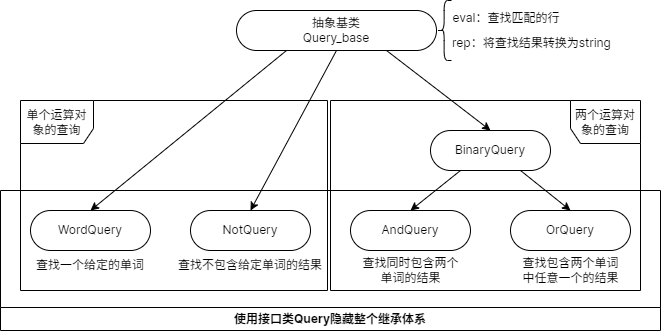 抽象基类
Query_base
eval：查找匹配的行
rep：将查找结果转换为string
单个运算对
象的查询
两个运算对
象的查询
BinaryQuery
WordQuery
NotQuery
AndQuery
OrQuery
查找一个给定的单词
查找不包含给定单词的结果
查找同时包含两个
单词的结果
查找包含两个单词
中任意一个的结果
使用接口类Query隐藏整个继承体系